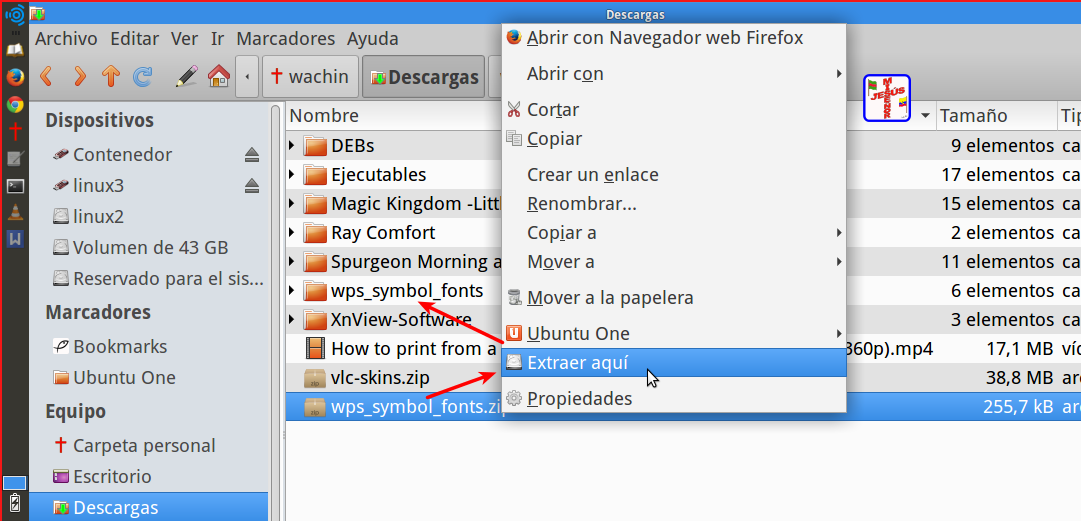 Descargas
Archivo Editar Ver Ir Marcadores Ayuda
wachin
Descargas
Dispositivos
Contenedor
linux3
linux2
Volumen de 43 GB
Reservado para el sis...
Marcadores
Bookmarks
Ubuntu One
Equipo
Carpeta personal
Escritorio
Descargas
Nombre Tamaño Tip
DEBs 9 elementos ca
Ejecutables 17 elementos ca
Magic Kingdom -Littl 15 elementos ca
Ray Comfort 2 elementos ca
Spurgeon Morning a 11 elementos ca
wps_symbol_fonts 6 elementos ca
XnView-Software 3 elementos ca
How to print from a 360p).mp4 17,1 MB víd
vlc-skins.zip 38,8 MB arc
wps_symbol_fonts.zip 255,7 kB arc
Abrir con Navegador web Firefox
Abrir con
Cortar
Copiar
Crear un enlace
Renombrar...
Copiar a
Mover a
Mover a la papelera
Ubuntu One
Extraer aquí
Propiedades
JESÚS